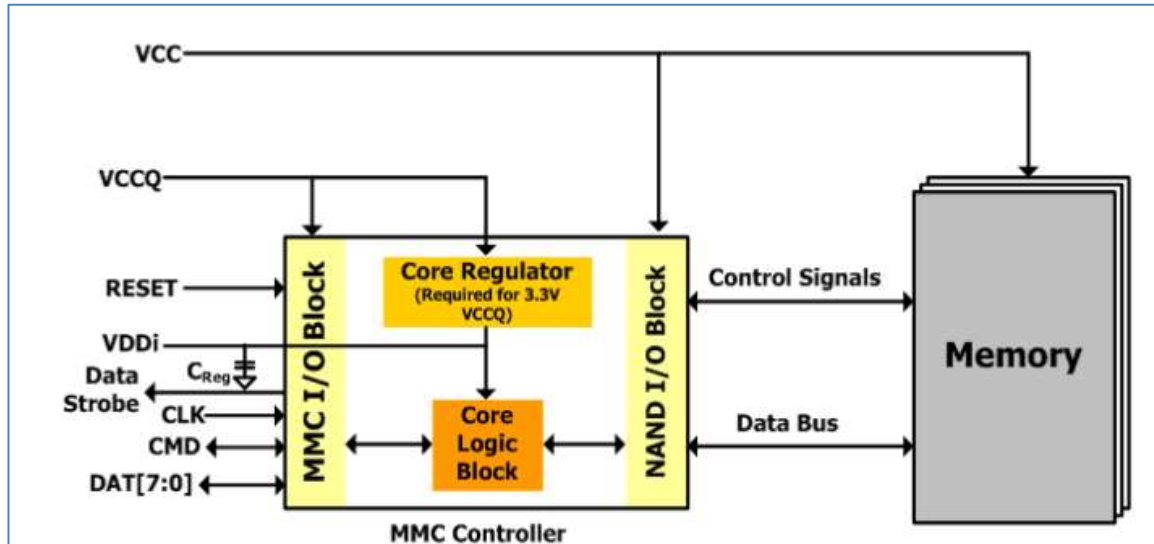 VCC
VCCQ
RESET
VDDi
CReg
Data
Strobe
CLK
CMD
DAT[7:0]
MMC I/O Block
Core Regulator
(Required for 3.3V
VCCQ)
Core
Logic
Block
NAND I/O Block
MMC Controller
Control Signals
Data Bus
Memory